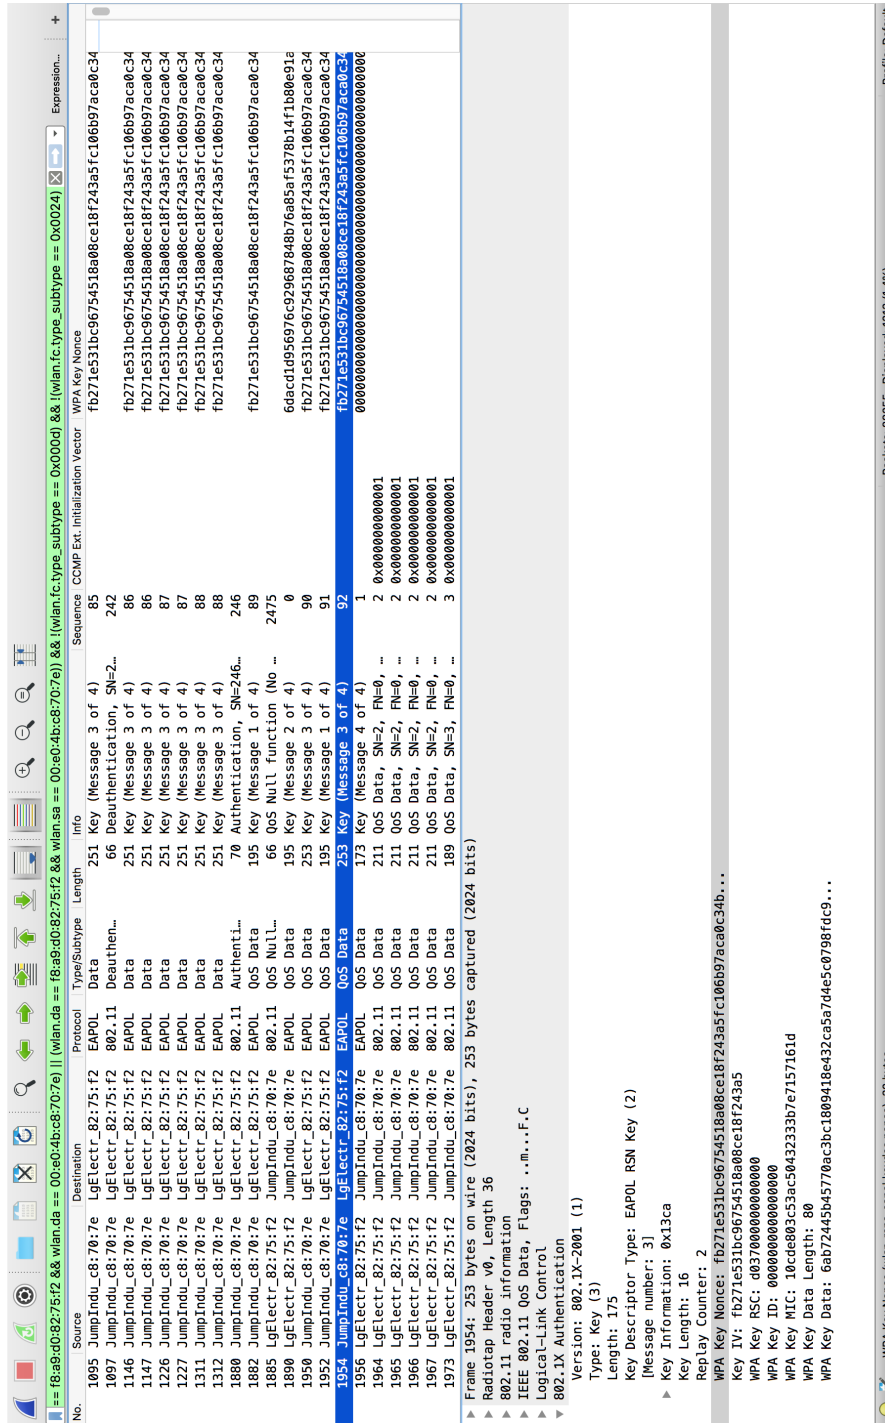 == f8:a9:d0:82:75:f2 && wlan.da == 00:e0:4b:c8:70:7e) || (wlan.da == f8:a9:d0:82:75:f2 && wlan.sa == 00:e0:4b:c8:70:7e)) && !(wlan.fc.type_subtype == 0x000d) && !(wlan.fc.type_subtype == 0x0024) Expression... +
No. Source Destination Protocol Type/Subtype Length Info Sequence CCMP Ext. Initialization Vector WPA Key Nonce
1095 JumpIndu_c8:70:7e LgElectr_82:75:f2 EAPOL Data 251 Key (Message 3 of 4) 85 fb271e531bc96754518a08ce18f243a5fc106b97aca0c34
1097 JumpIndu_c8:70:7e LgElectr_82:75:f2 802.11 Deauthen… 66 Deauthentication, SN=2… 242
1146 JumpIndu_c8:70:7e LgElectr_82:75:f2 EAPOL Data 251 Key (Message 3 of 4) 86 fb271e531bc96754518a08ce18f243a5fc106b97aca0c34
1147 JumpIndu_c8:70:7e LgElectr_82:75:f2 EAPOL Data 251 Key (Message 3 of 4) 86 fb271e531bc96754518a08ce18f243a5fc106b97aca0c34
1226 JumpIndu_c8:70:7e LgElectr_82:75:f2 EAPOL Data 251 Key (Message 3 of 4) 87 fb271e531bc96754518a08ce18f243a5fc106b97aca0c34
1227 JumpIndu_c8:70:7e LgElectr_82:75:f2 EAPOL Data 251 Key (Message 3 of 4) 87 fb271e531bc96754518a08ce18f243a5fc106b97aca0c34
1311 JumpIndu_c8:70:7e LgElectr_82:75:f2 EAPOL Data 251 Key (Message 3 of 4) 88 fb271e531bc96754518a08ce18f243a5fc106b97aca0c34
1312 JumpIndu_c8:70:7e LgElectr_82:75:f2 EAPOL Data 251 Key (Message 3 of 4) 88 fb271e531bc96754518a08ce18f243a5fc106b97aca0c34
1880 JumpIndu_c8:70:7e LgElectr_82:75:f2 802.11 Authenti… 70 Authentication, SN=246… 246
1882 JumpIndu_c8:70:7e LgElectr_82:75:f2 EAPOL QoS Data 195 Key (Message 1 of 4) 89 fb271e531bc96754518a08ce18f243a5fc106b97aca0c34
1885 LgElectr_82:75:f2 JumpIndu_c8:70:7e 802.11 QoS Null… 66 QoS Null function (No … 2475
1890 LgElectr_82:75:f2 JumpIndu_c8:70:7e EAPOL QoS Data 195 Key (Message 2 of 4) 0 6dacd1d956976c929687848b76a85af5378b14f1b80e91a
1950 JumpIndu_c8:70:7e LgElectr_82:75:f2 EAPOL QoS Data 253 Key (Message 3 of 4) 90 fb271e531bc96754518a08ce18f243a5fc106b97aca0c34
1952 JumpIndu_c8:70:7e LgElectr_82:75:f2 EAPOL QoS Data 195 Key (Message 1 of 4) 91 fb271e531bc96754518a08ce18f243a5fc106b97aca0c34
1954 JumpIndu_c8:70:7e LgElectr_82:75:f2 EAPOL QoS Data 253 Key (Message 3 of 4) 92 fb271e531bc96754518a08ce18f243a5fc106b97aca0c34
1956 LgElectr_82:75:f2 JumpIndu_c8:70:7e EAPOL QoS Data 173 Key (Message 4 of 4) 1 00000000000000000000000000000000000000000000000
1964 LgElectr_82:75:f2 JumpIndu_c8:70:7e 802.11 QoS Data 211 QoS Data, SN=2, FN=0, … 2 0x000000000001
1965 LgElectr_82:75:f2 JumpIndu_c8:70:7e 802.11 QoS Data 211 QoS Data, SN=2, FN=0, … 2 0x000000000001
1966 LgElectr_82:75:f2 JumpIndu_c8:70:7e 802.11 QoS Data 211 QoS Data, SN=2, FN=0, … 2 0x000000000001
1967 LgElectr_82:75:f2 JumpIndu_c8:70:7e 802.11 QoS Data 211 QoS Data, SN=2, FN=0, … 2 0x000000000001
1973 LgElectr_82:75:f2 JumpIndu_c8:70:7e 802.11 QoS Data 189 QoS Data, SN=3, FN=0, … 3 0x000000000001
Frame 1954: 253 bytes on wire (2024 bits), 253 bytes captured (2024 bits)
Radiotap Header v0, Length 36
802.11 radio information
IEEE 802.11 QoS Data, Flags: ..m...F.C
Logical-Link Control
802.1X Authentication
Version: 802.1X-2001 (1)
Type: Key (3)
Length: 175
Key Descriptor Type: EAPOL RSN Key (2)
[Message number: 3]
Key Information: 0x13ca
Key Length: 16
Replay Counter: 2
WPA Key Nonce: fb271e531bc96754518a08ce18f243a5fc106b97aca0c34b...
Key IV: fb271e531bc96754518a08ce18f243a5
WPA Key RSC: d037000000000000
WPA Key ID: 0000000000000000
WPA Key MIC: 10cde803c53ac50432333b7e7157161d
WPA Key Data Length: 80
WPA Key Data: 6ab72445b45770ac3bc1809418e432ca5a7d4e5c0798fdc9...